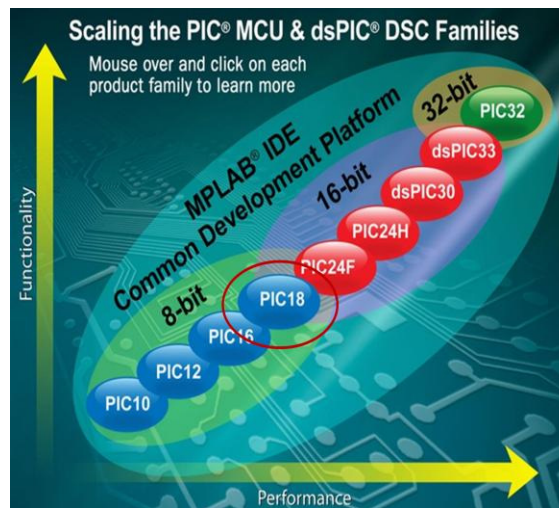 Scaling the PIC® MCU & dsPIC® DSC Families
Mouse over and click on each
product family to learn more
32-bit
PIC32
MPLAB® IDE
Common Development Platform
dsPIC33
16-bit
dsPIC30
PIC24H
PIC24F
8-bit
PIC18
PIC16
PIC12
PIC10
Functionality
Performance